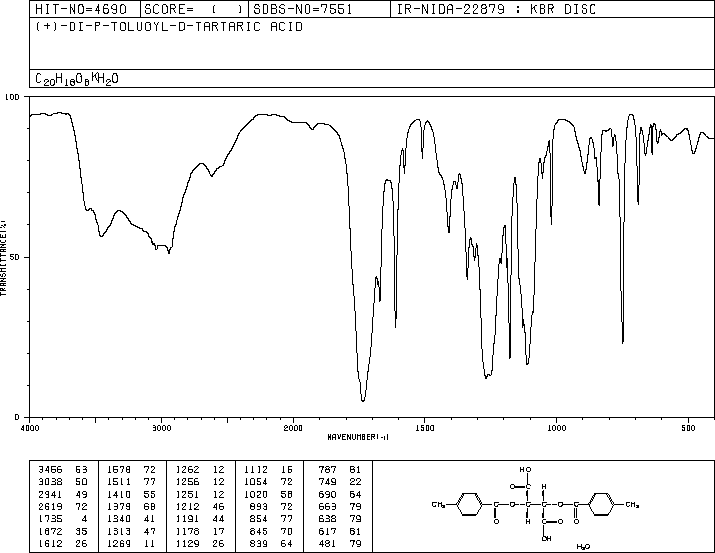 HIT-NO=4690 SCORE= ( ) SDBS-NO=7551 IR-NIDA-22879 : KBR DISC
(+)-DI-P-TOLUOYL-D-TARTARIC ACID
C20H18O8KH2O
100
50
0
TRANSMITTANCE(%)
4000 3000 2000 1500 1000 500
WAVENUMBER(-1)
3466 63 1578 72 1262 12 1112 16 787 81
3038 50 1511 77 1256 12 1054 72 749 22
2941 49 1410 55 1251 12 1020 58 690 64
2619 72 1379 68 1212 46 893 72 663 79
1735 4 1340 41 1191 44 854 77 638 79
1672 35 1313 47 1178 17 845 70 617 81
1612 26 1269 11 1129 26 839 64 481 79
HO
O=C H
CH3 C-O-C-C-O-C CH3
O H C=O O
OH
H2O